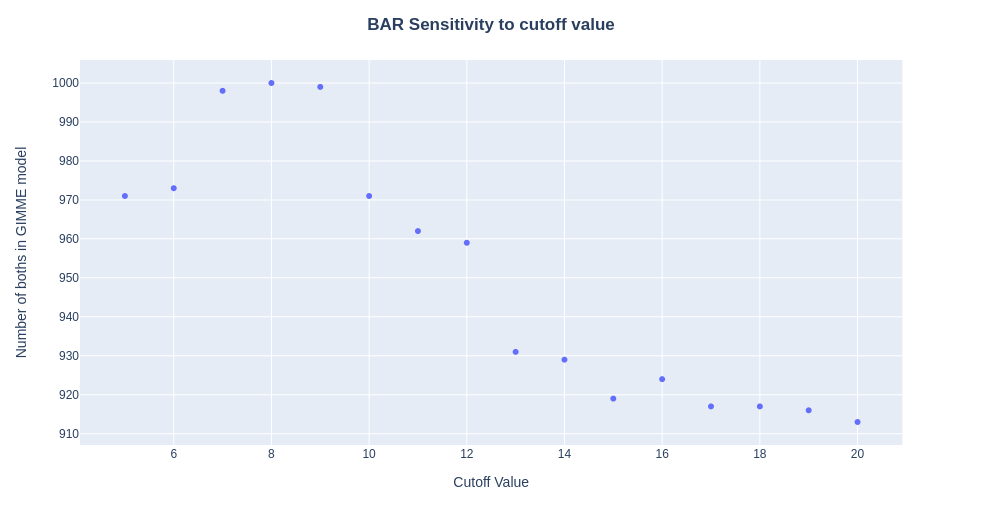 BAR Sensitivity to cutoff value
Number of boths in GIMME model
1000
990
980
970
960
950
940
930
920
910
6 8 10 12 14 16 18 20
Cutoff Value